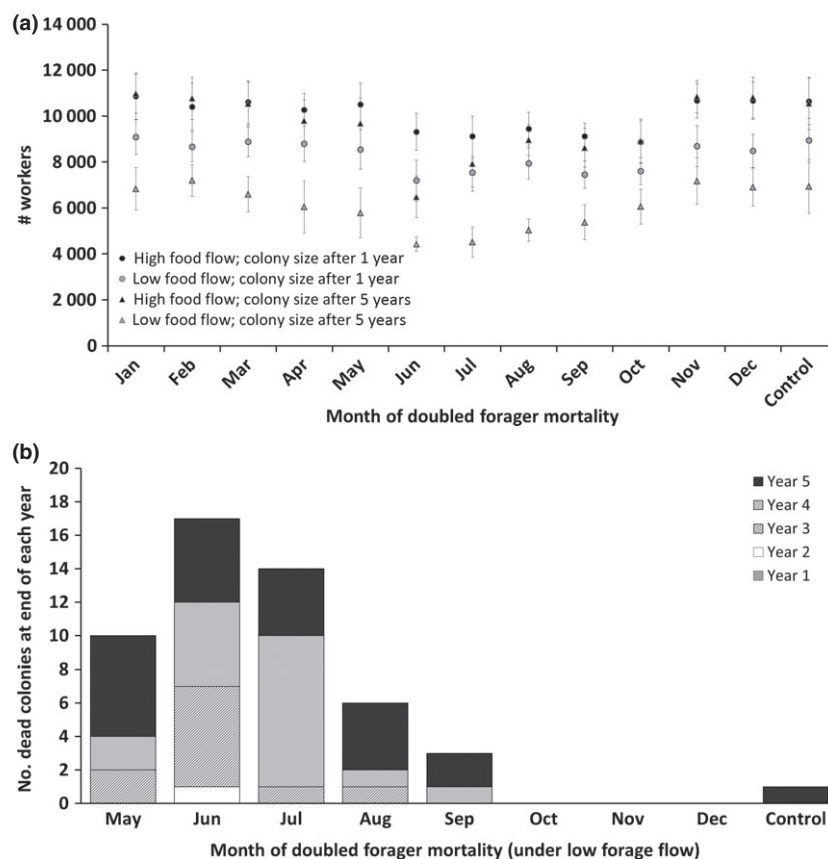 (a)
14 000
12 000
10 000
8 000
6 000
4 000
2 000
0
# workers
High food flow; colony size after 1 year
Low food flow; colony size after 1 year
High food flow; colony size after 5 years
Low food flow; colony size after 5 years
Jan Feb Mar Apr May Jun Jul Aug Sep Oct Nov Dec Control
Month of doubled forager mortality
(b)
20
18
16
14
12
10
8
6
4
2
0
No. dead colonies at end of each year
Year 5
Year 4
Year 3
Year 2
Year 1
May Jun Jul Aug Sep Oct Nov Dec Control
Month of doubled forager mortality (under low forage flow)